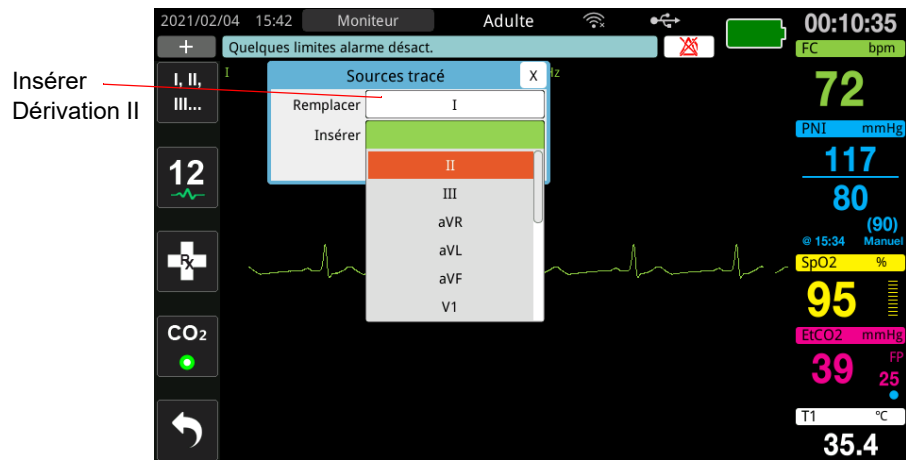 Insérer
Dérivation II
2021/02/04 15:42 Moniteur Adulte 00:10:35
+ Quelques limites alarme désact.
I, II,
III...
12
Rx
CO2
I Hz
Sources tracé X
Remplacer I
Insérer
II
III
aVR
aVL
aVF
V1
FC bpm
72
PNI mmHg
117
80
(90)
@ 15:34 Manuel
SpO2 %
95
EtCO2 mmHg
39
FP
25
T1 °C
35.4